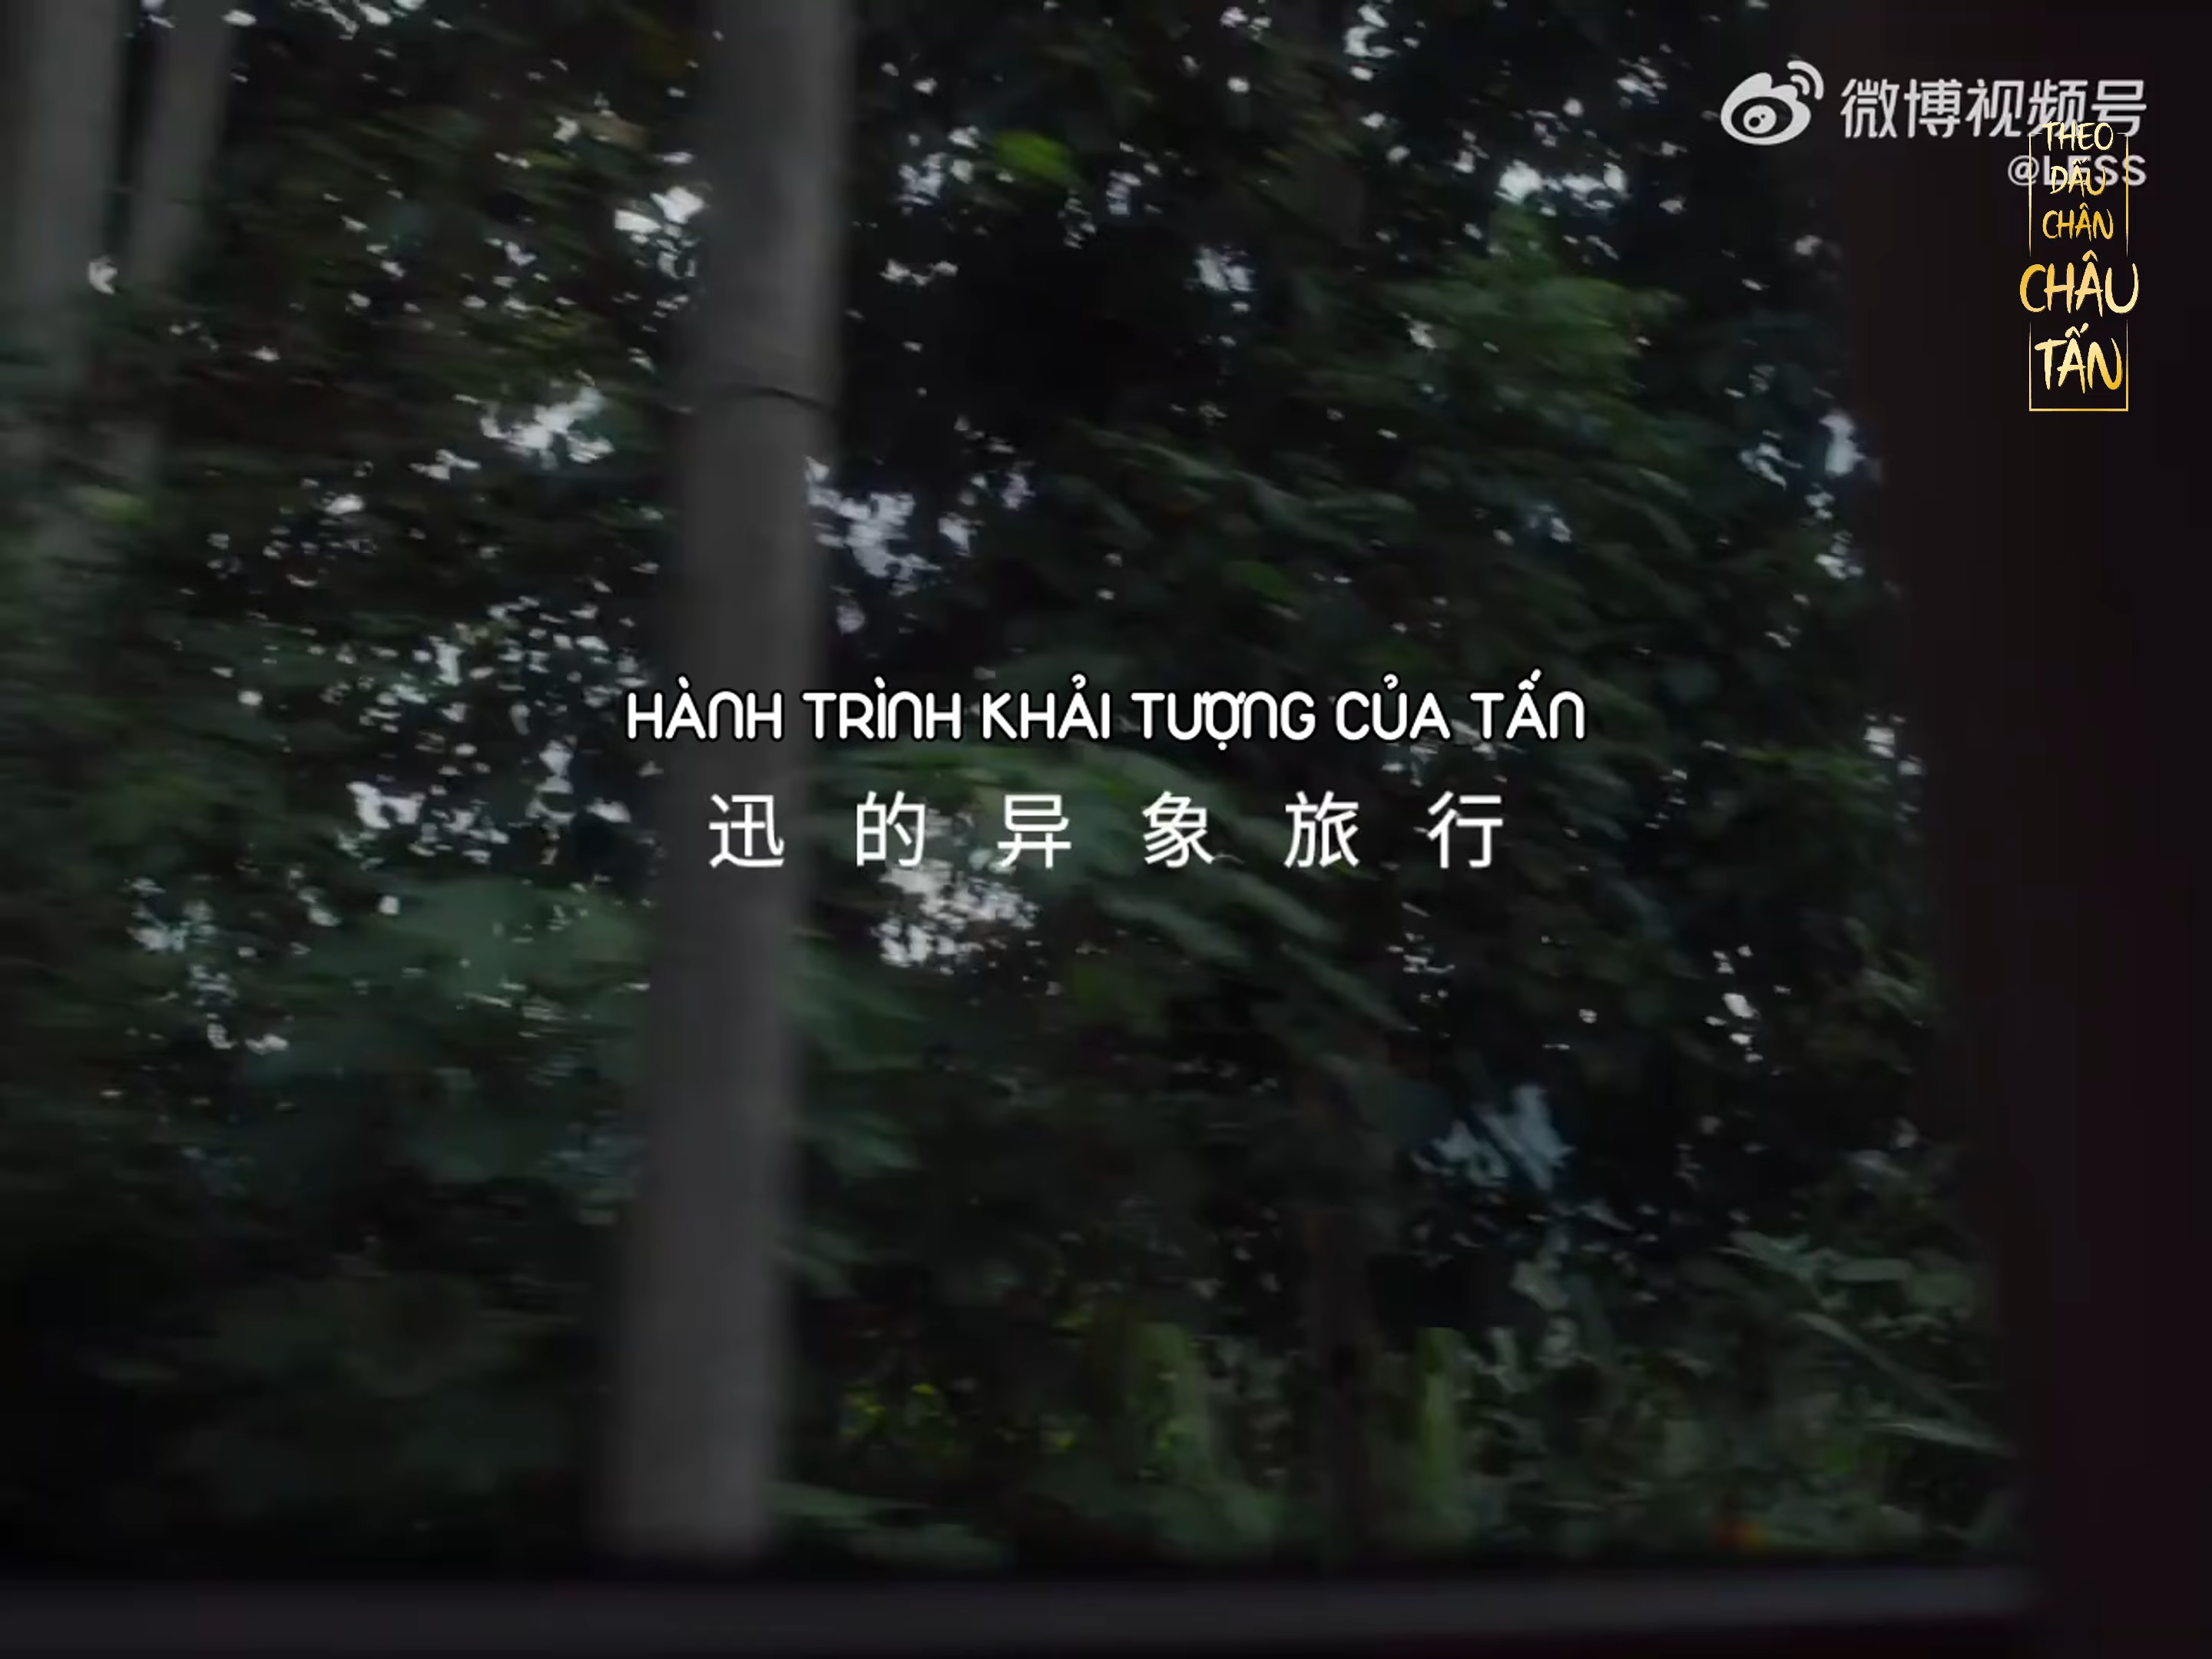 微博视频号
@LESS
THEO
DẤU
CHÂN
CHÂU
TẤN
HÀNH TRÌNH KHẢI TƯỢNG CỦA TẤN
迅的异象旅行